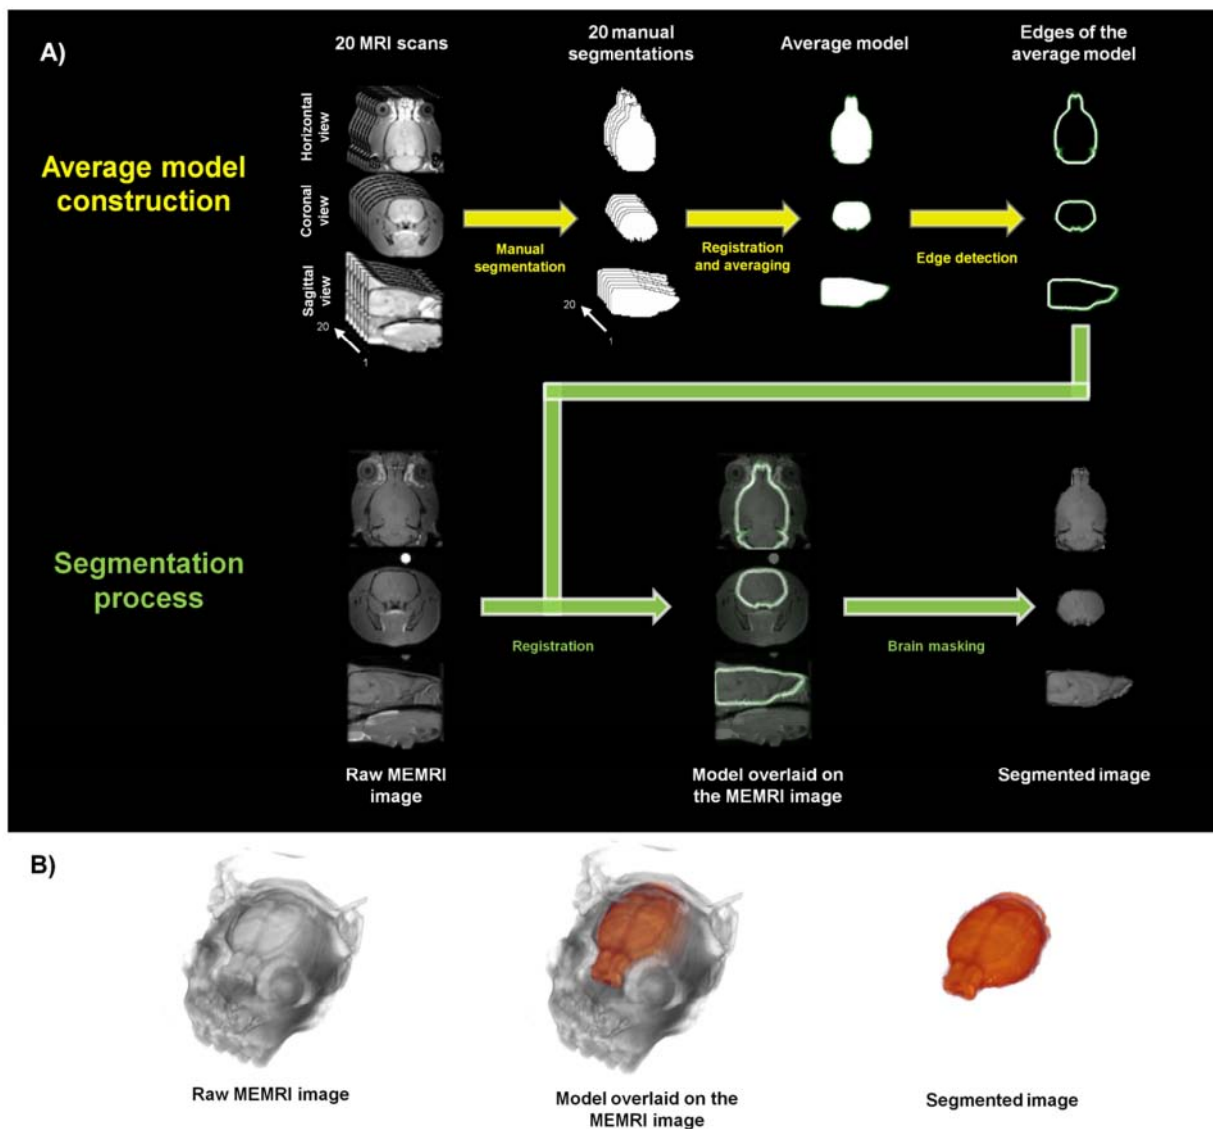 A)
20 MRI scans
20 manual
segmentations
Average model
Edges of the
average model
Average model
construction
Horizontal
view
Coronal
view
Sagittal
view
20
1
20
1
Manual
segmentation
Registration
and averaging
Edge detection
Segmentation
process
Registration
Brain masking
Raw MEMRI
image
Model overlaid on
the MEMRI image
Segmented image
B)
Raw MEMRI image
Model overlaid on the
MEMRI image
Segmented image